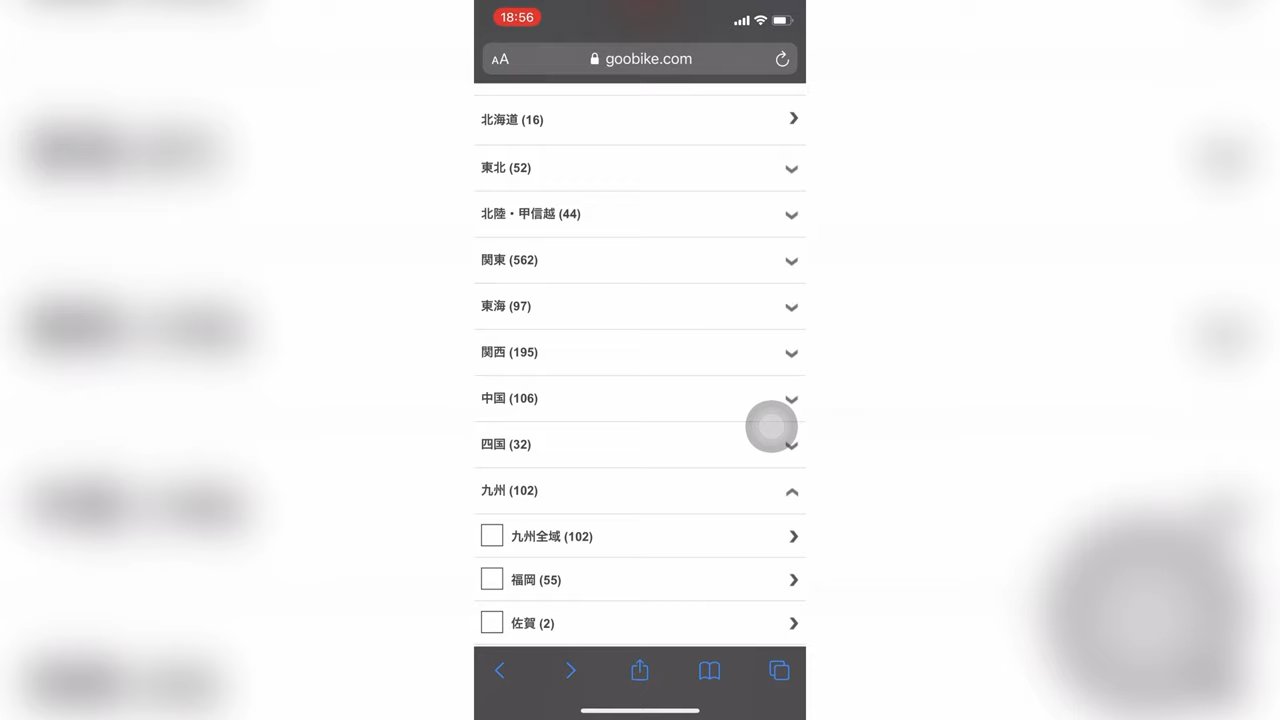 18:56
AA goobike.com
北海道 (16)
東北 (52)
北陸・甲信越 (44)
関東 (562)
東海 (97)
関西 (195)
中国 (106)
四国 (32)
九州 (102)
九州全域 (102)
福岡 (55)
佐賀 (2)